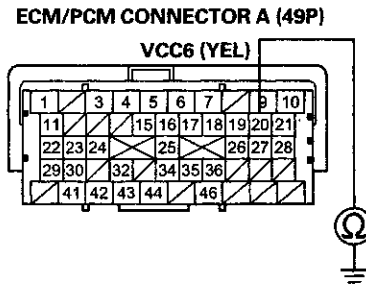 ECM/PCM CONNECTOR A (49P)
VCC6 (YEL)
1 3 4 5 6 7 9 10
11 15 16 17 18 19 20 21
22 23 24 25 26 27 28
29 30 32 34 35 36
41 42 43 44 46
Ω